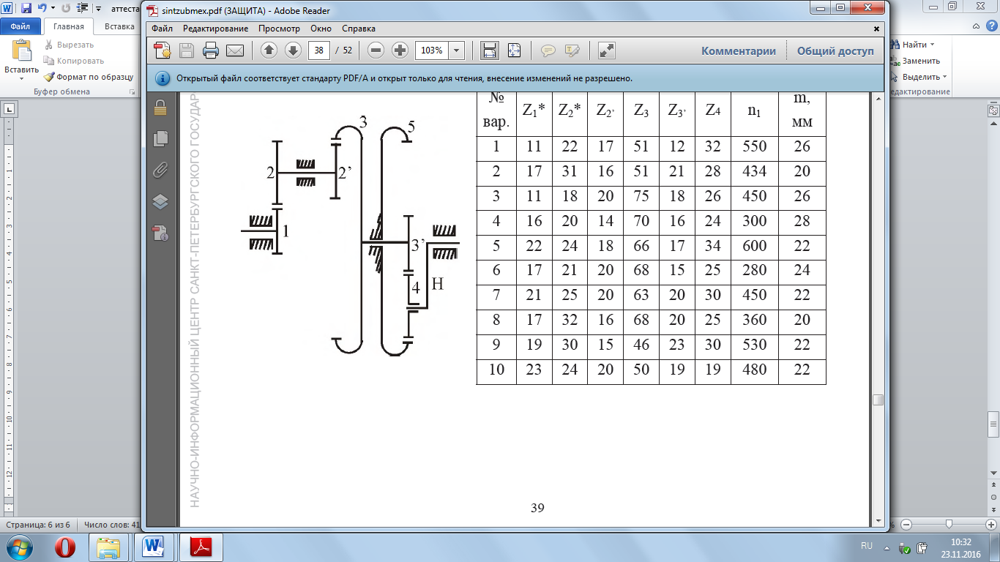 аттеста
sintzubmex.pdf (ЗАЩИТА) - Adobe Reader
Файл Главная Вставка
Файл Редактирование Просмотр Окно Справка
Вставить
Вырезать
Копировать
Формат по образцу
Буфер обмена
38 / 52 103% Комментарии Общий доступ
Найти
Заменить
Выделить
едактирование
Открытый файл соответствует стандарту PDF/A и открыт только для чтения, внесение изменений не разрешено.
НАУЧНО-ИНФОРМАЦИОННЫЙ ЦЕНТР САНКТ-ПЕТЕРБУРГСКОГО ГОСУДАР
3 5
2 2’
1
3’
4 H
№ вар. Z1* Z2* Z2’ Z3 Z3’ Z4 n1 m, мм
1 11 22 17 51 12 32 550 26
2 17 31 16 51 21 28 434 20
3 11 18 20 75 18 26 450 26
4 16 20 14 70 16 24 300 28
5 22 24 18 66 17 34 600 22
6 17 21 20 68 15 25 280 24
7 21 25 20 63 20 30 450 22
8 17 32 16 68 20 25 360 20
9 19 30 15 46 23 30 530 22
10 23 24 20 50 19 19 480 22
39
Страница: 6 из 6 Число слов: 41
RU
10:32
23.11.2016